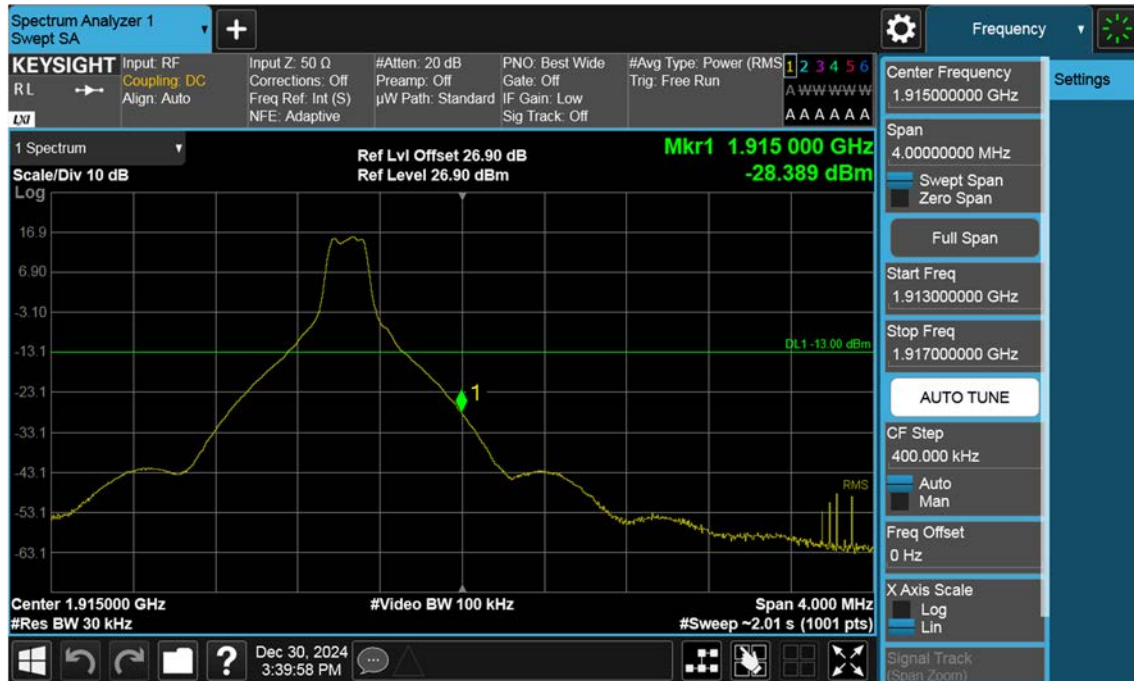 Spectrum Analyzer 1
Swept SA
Frequency
KEYSIGHT
RL
LXI
Input: RF
Coupling: DC
Align: Auto
Input Z: 50 Ω
Corrections: Off
Freq Ref: Int (S)
NFE: Adaptive
#Atten: 20 dB
Preamp: Off
µW Path: Standard
PNO: Best Wide
Gate: Off
IF Gain: Low
Sig Track: Off
#Avg Type: Power (RMS
Trig: Free Run
1 2 3 4 5 6
A W W W W W
A A A A A A
1 Spectrum
Scale/Div 10 dB
Ref Lvl Offset 26.90 dB
Ref Level 26.90 dBm
Mkr1 1.915 000 GHz
-28.389 dBm
Log
16.9
6.90
-3.10
-13.1
-23.1
-33.1
-43.1
-53.1
-63.1
DL1 -13.00 dBm
1
RMS
Center 1.915000 GHz
#Video BW 100 kHz
Span 4.000 MHz
#Res BW 30 kHz
#Sweep ~2.01 s (1001 pts)
?
Dec 30, 2024
3:39:58 PM
Center Frequency
1.915000000 GHz
Settings
Span
4.00000000 MHz
Swept Span
Zero Span
Full Span
Start Freq
1.913000000 GHz
Stop Freq
1.917000000 GHz
AUTO TUNE
CF Step
400.000 kHz
Auto
Man
Freq Offset
0 Hz
X Axis Scale
Log
Lin
Signal Track
(Span Zoom)